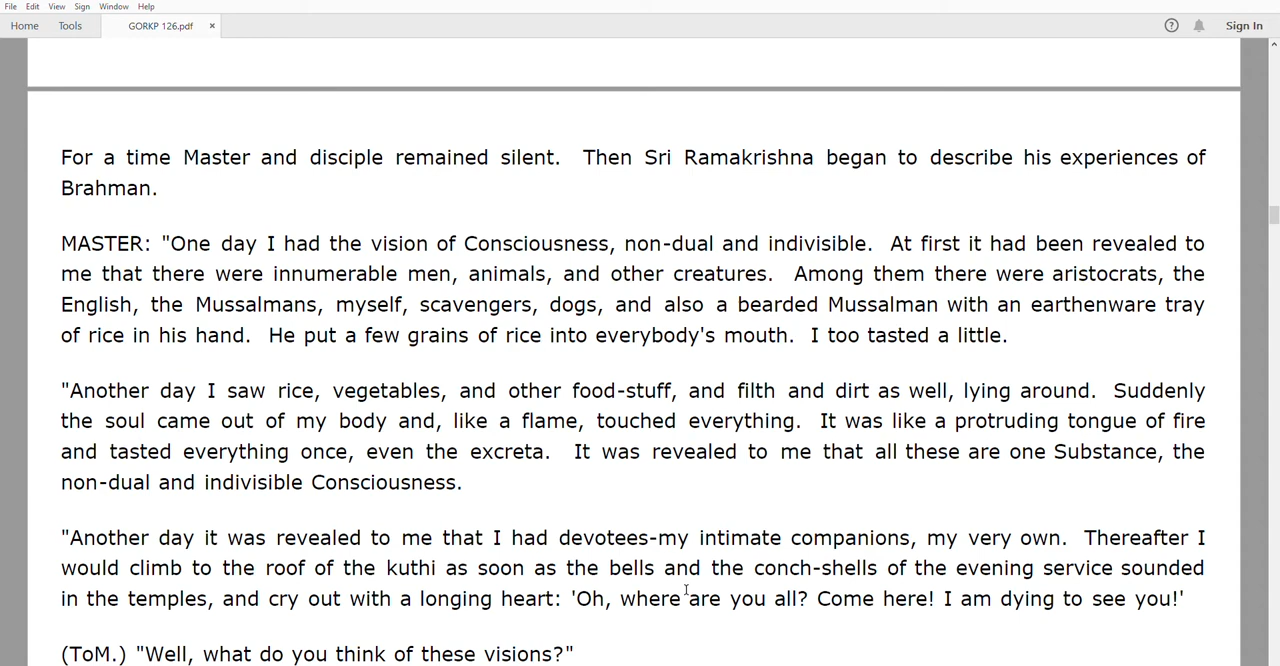 File Edit View Sign Window Help
Home Tools GORKP 126.pdf × ? Sign In
For a time Master and disciple remained silent. Then Sri Ramakrishna began to describe his experiences of
Brahman.
MASTER: "One day I had the vision of Consciousness, non-dual and indivisible. At first it had been revealed to
me that there were innumerable men, animals, and other creatures. Among them there were aristocrats, the
English, the Mussalmans, myself, scavengers, dogs, and also a bearded Mussalman with an earthenware tray
of rice in his hand. He put a few grains of rice into everybody's mouth. I too tasted a little.
"Another day I saw rice, vegetables, and other food-stuff, and filth and dirt as well, lying around. Suddenly
the soul came out of my body and, like a flame, touched everything. It was like a protruding tongue of fire
and tasted everything once, even the excreta. It was revealed to me that all these are one Substance, the
non-dual and indivisible Consciousness.
"Another day it was revealed to me that I had devotees-my intimate companions, my very own. Thereafter I
would climb to the roof of the kuthi as soon as the bells and the conch-shells of the evening service sounded
in the temples, and cry out with a longing heart: 'Oh, where are you all? Come here! I am dying to see you!'
(ToM.) "Well, what do you think of these visions?"